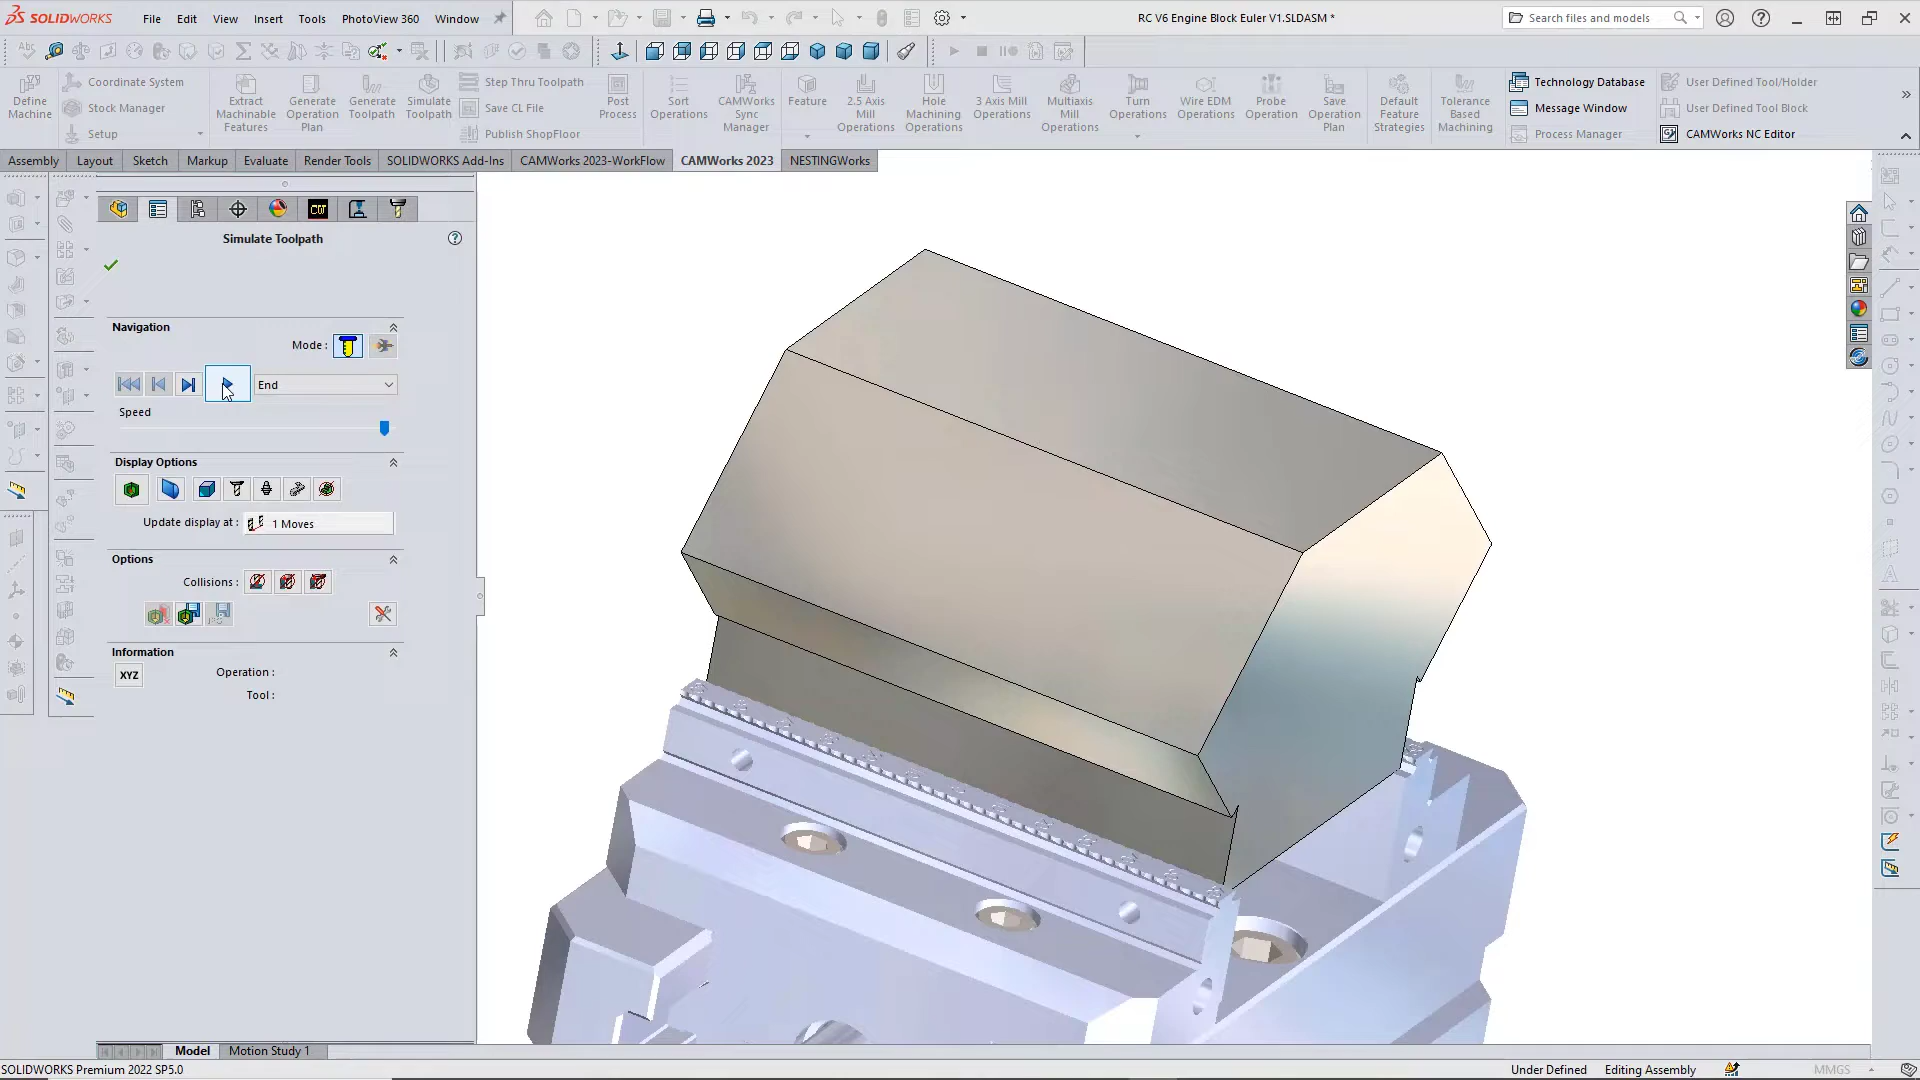 SOLIDWORKS File Edit View Insert Tools PhotoView 360 Window RC V6 Engine Block Euler V1.SLDASM * Search files and models
Define Machine
Coordinate System
Stock Manager
Setup
Extract Machinable Features
Generate Operation Plan
Generate Toolpath
Simulate Toolpath
Step Thru Toolpath
Save CL File
Publish ShopFloor
Post Process
Sort Operations
CAMWorks Sync Manager
Feature
2.5 Axis Mill Operations
Hole Machining Operations
3 Axis Mill Operations
Multiaxis Mill Operations
Turn Operations
Wire EDM Operations
Probe Operation
Save Operation Plan
Default Feature Strategies
Tolerance Based Machining
Technology Database
Message Window
Process Manager
User Defined Tool/Holder
User Defined Tool Block
CAMWorks NC Editor
Assembly Layout Sketch Markup Evaluate Render Tools SOLIDWORKS Add-Ins CAMWorks 2023-WorkFlow CAMWorks 2023 NESTINGWorks
CW
Simulate Toolpath
Navigation
Mode :
End
Speed
Display Options
Update display at : 1 Moves
Options
Collisions :
Information
XYZ Operation :
Tool :
Model Motion Study 1
SOLIDWORKS Premium 2022 SP5.0 Under Defined Editing Assembly MMGS